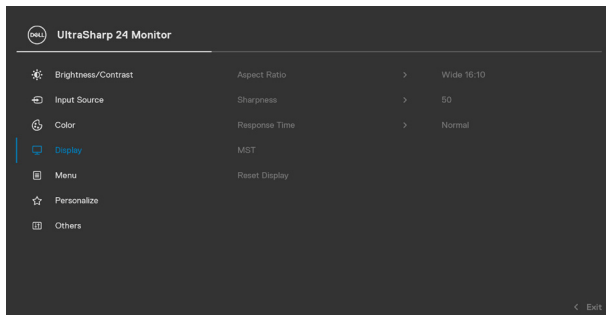 DELL UltraSharp 24 Monitor
Brightness/Contrast Aspect Ratio > Wide 16:10
Input Source Sharpness > 50
Color Response Time > Normal
Display MST
Menu Reset Display
Personalize
Others
< Exit